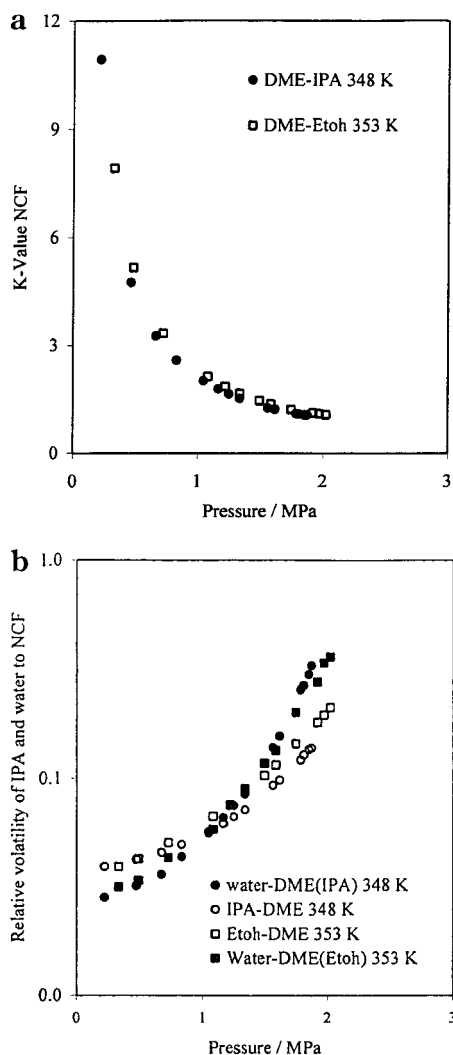 a
12
9
6
3
0
K-Value NCF
DME-IPA 348 K
DME-Etoh 353 K
0 1 2 3
Pressure / MPa
b
1.0
0.1
0.0
Relative volatility of IPA and water to NCF
water-DME(IPA) 348 K
IPA-DME 348 K
Etoh-DME 353 K
Water-DME(Etoh) 353 K
0 1 2 3
Pressure / MPa